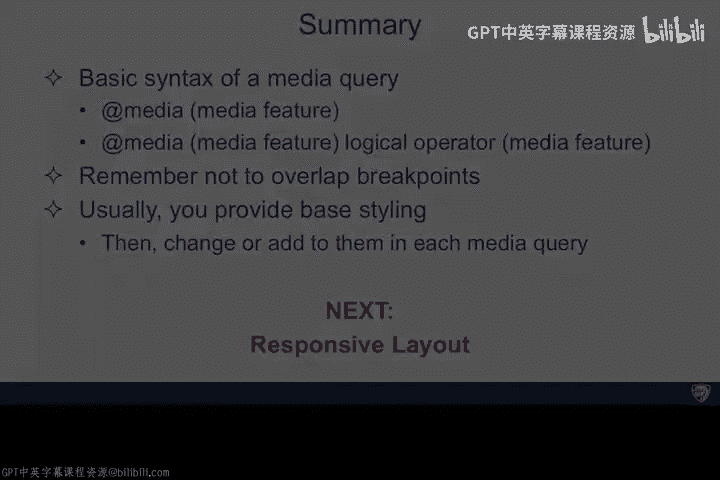 Summary
GPT中英字幕课程资源 bilibili
✧ Basic syntax of a media query
• @media (media feature)
• @media (media feature) logical operator (media feature)
✧ Remember not to overlap breakpoints
✧ Usually, you provide base styling
• Then, change or add to them in each media query
NEXT:
Responsive Layout
GPT中英字幕课程资源@bilibili.com